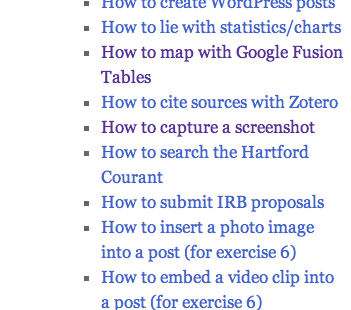 How to create WordPress posts
How to lie with statistics/charts
How to map with Google Fusion
Tables
How to cite sources with Zotero
How to capture a screenshot
How to search the Hartford
Courant
How to submit IRB proposals
How to insert a photo image
into a post (for exercise 6)
How to embed a video clip into
a post (for exercise 6)